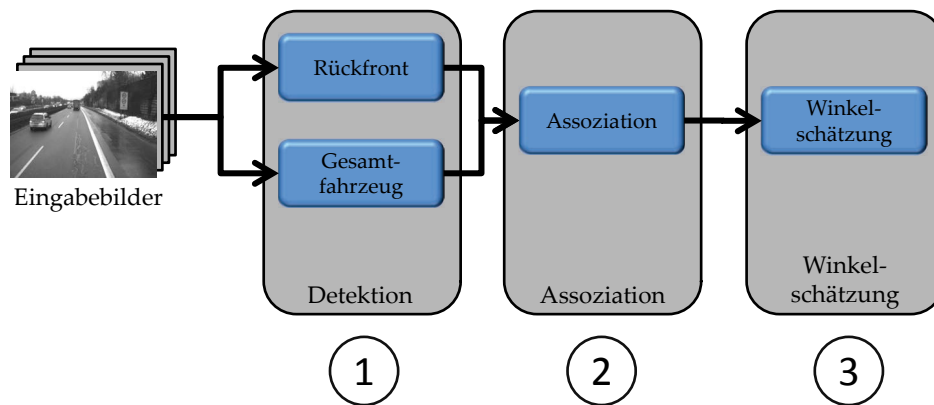 Eingabebilder
Rückfront
Gesamt-
fahrzeug
Detektion
1
Assoziation
Assoziation
2
Winkel-
schätzung
Winkel-
schätzung
3